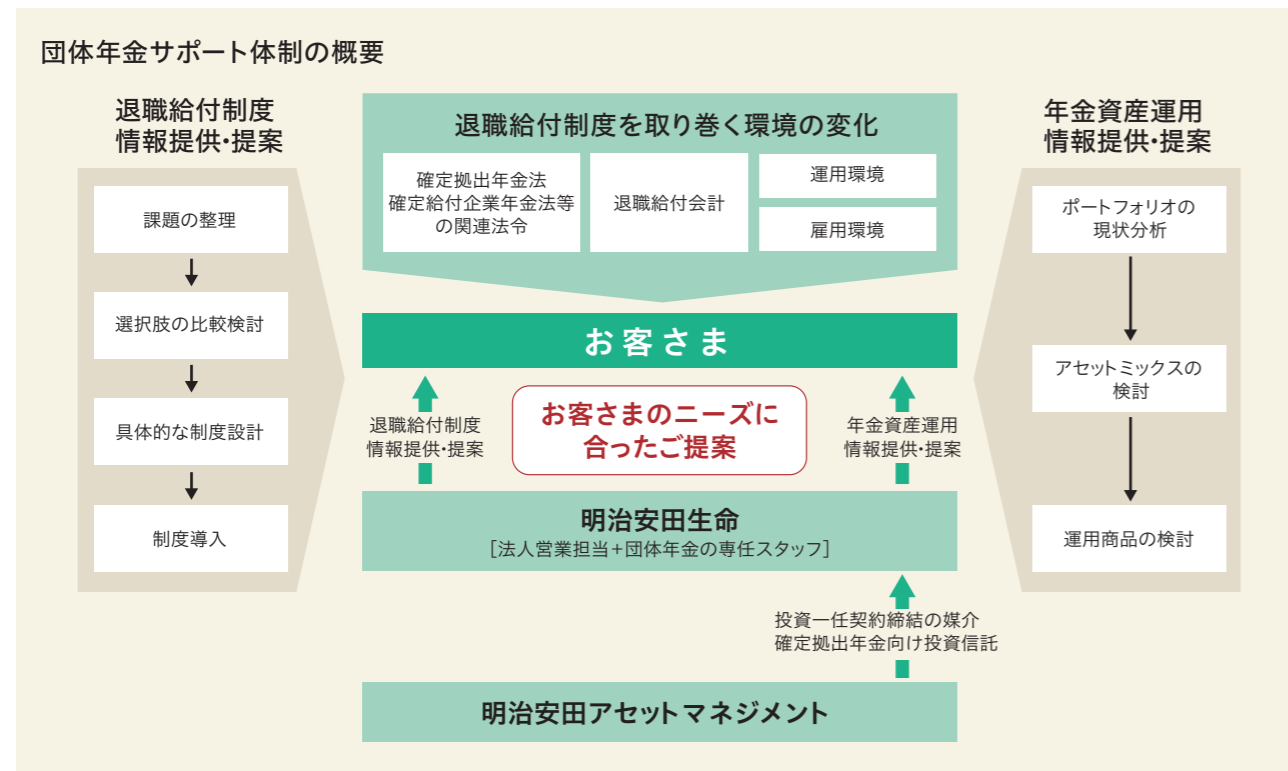 団体年金サポート体制の概要
退職給付制度
情報提供・提案
課題の整理
選択肢の比較検討
具体的な制度設計
制度導入
退職給付制度を取り巻く環境の変化
確定拠出年金法
確定給付企業年金法等
の関連法令
退職給付会計
運用環境
雇用環境
お客さま
退職給付制度
情報提供・提案
お客さまのニーズに
合ったご提案
年金資産運用
情報提供・提案
明治安田生命
[法人営業担当+団体年金の専任スタッフ]
投資一任契約締結の媒介
確定拠出年金向け投資信託
明治安田アセットマネジメント
年金資産運用
情報提供・提案
ポートフォリオの
現状分析
アセットミックスの
検討
運用商品の検討